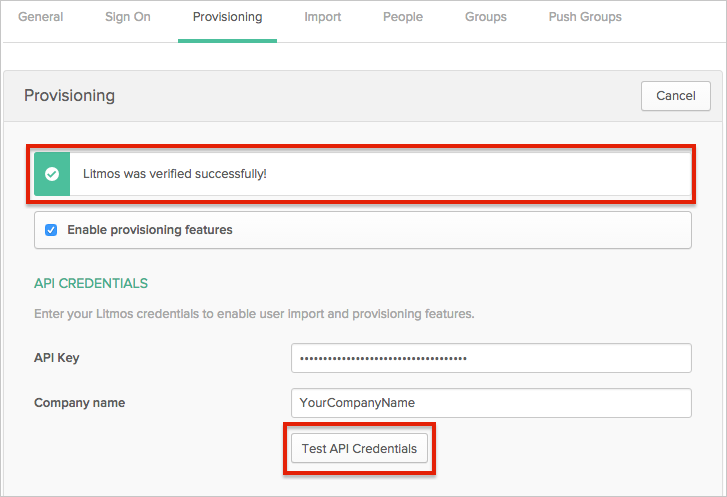 General Sign On Provisioning Import People Groups Push Groups
Provisioning Cancel
Litmos was verified successfully!
Enable provisioning features
API CREDENTIALS
Enter your Litmos credentials to enable user import and provisioning features.
API Key ••••••••••••••••••••••••••••••••••••
Company name YourCompanyName
Test API Credentials